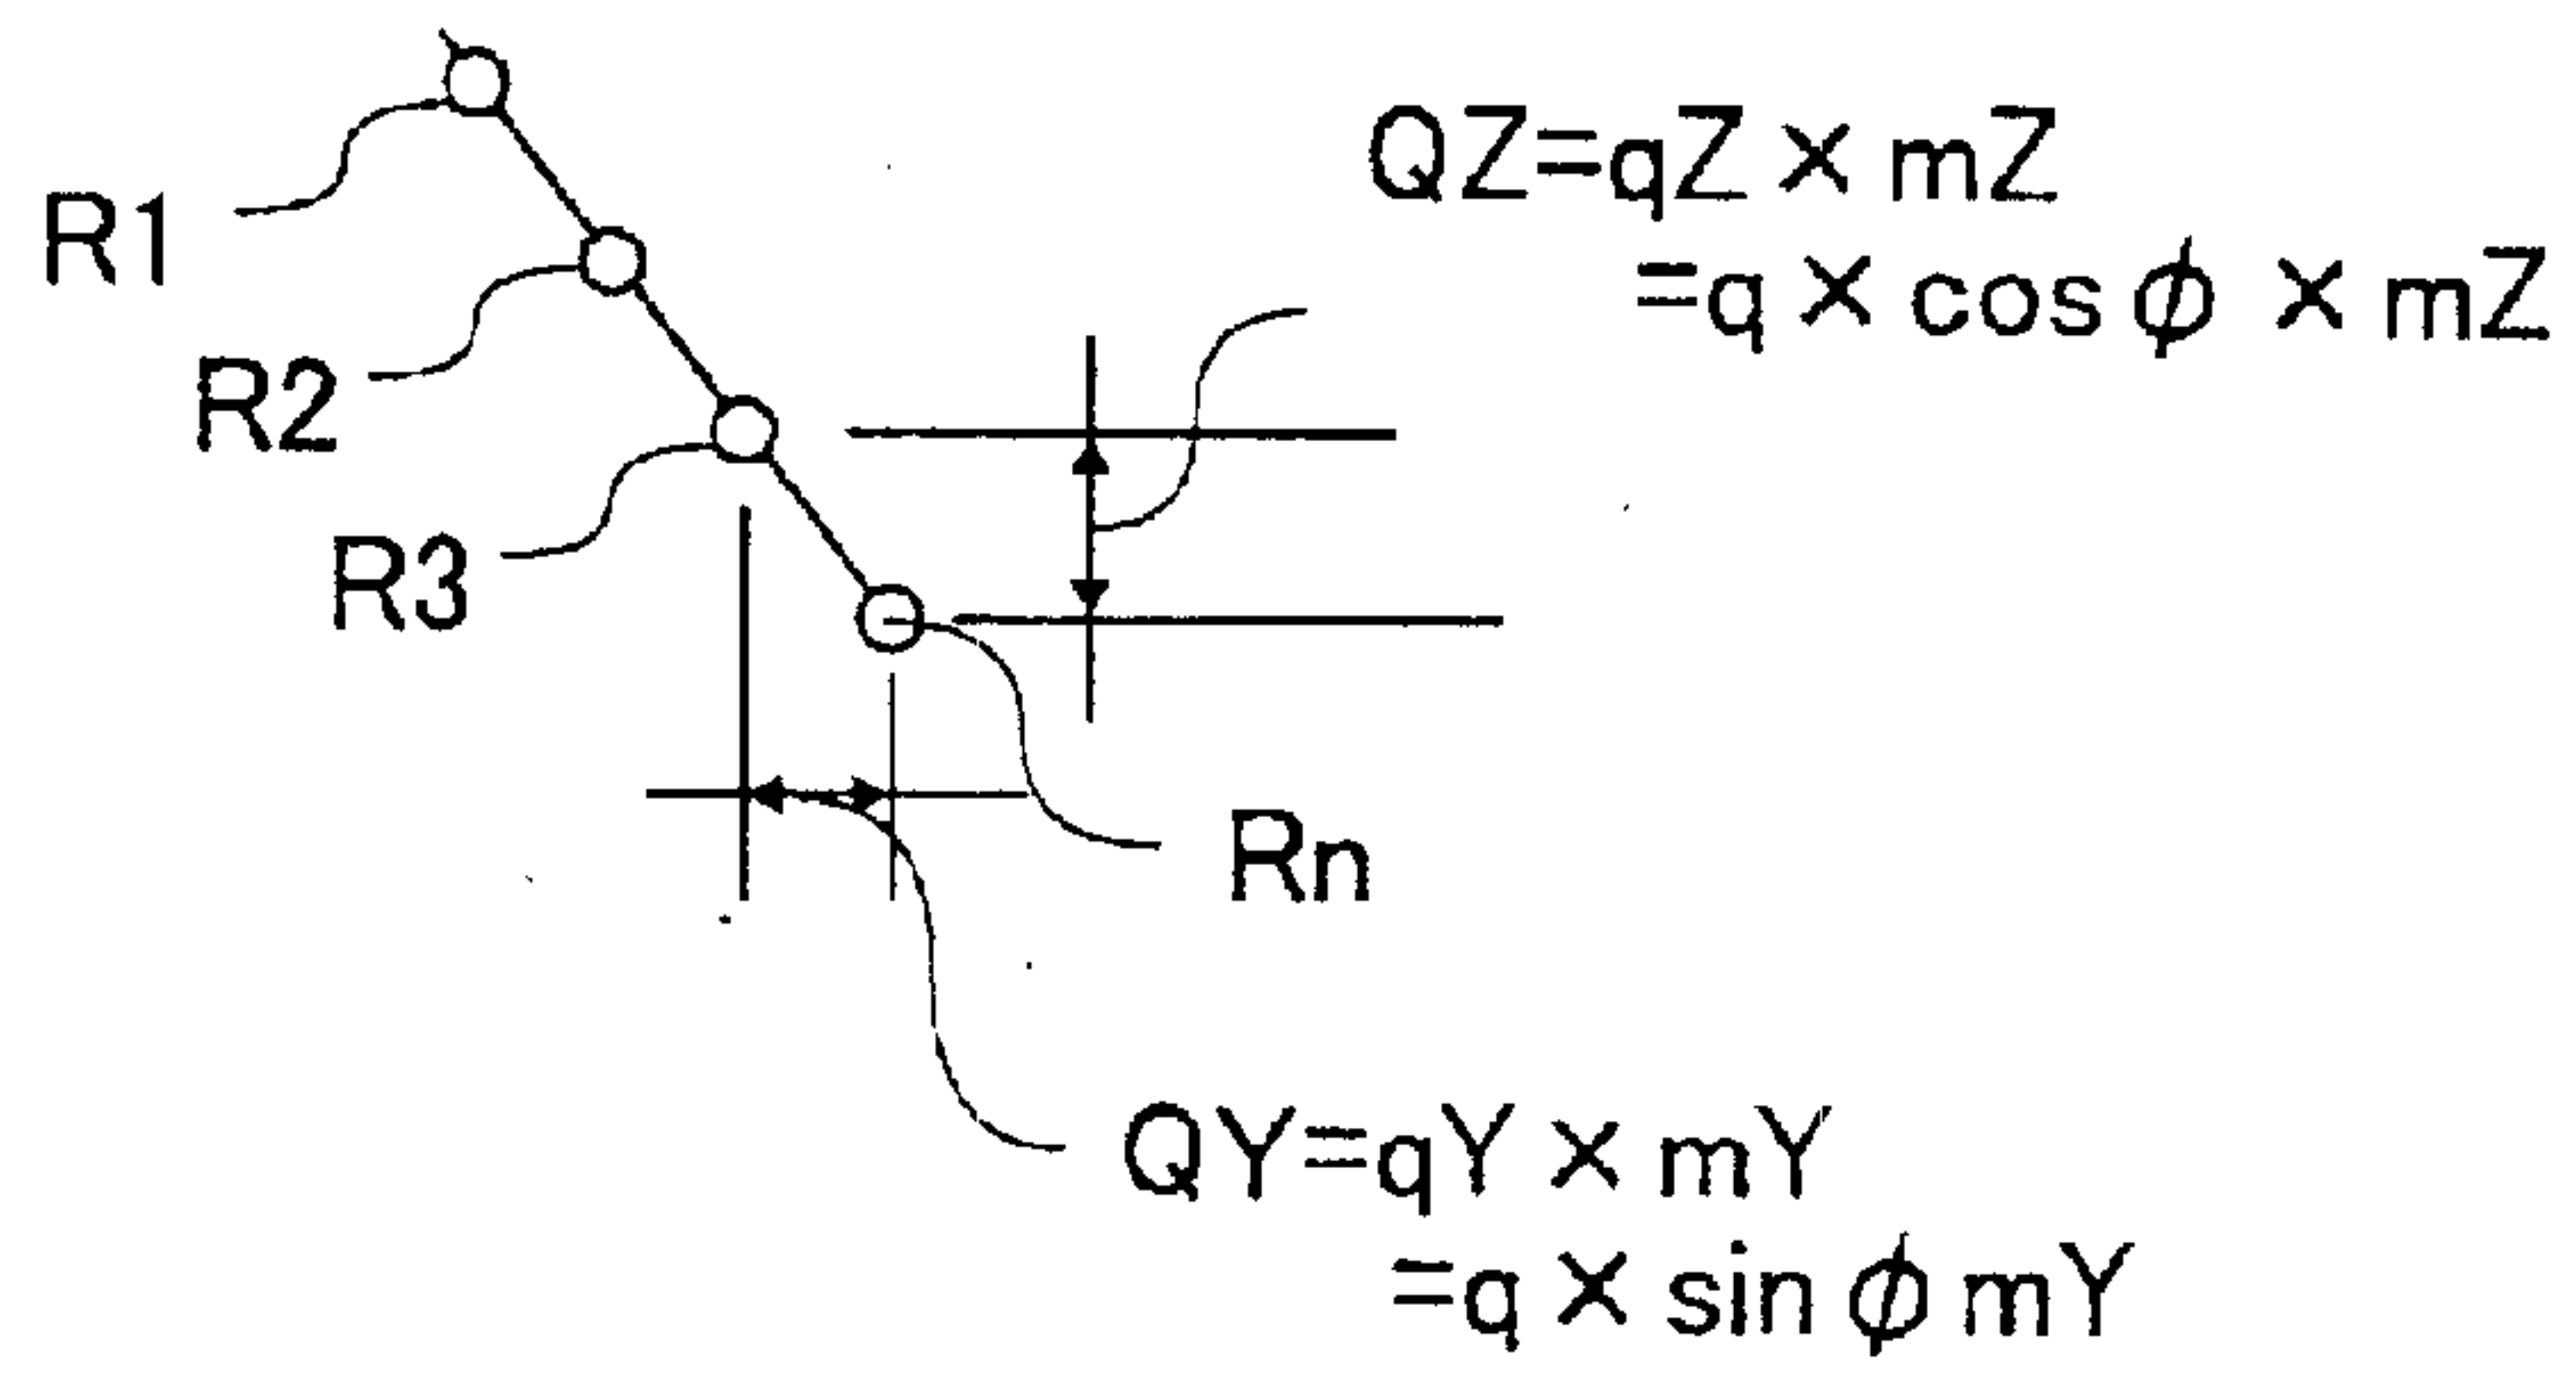 R1
R2
R3
Rn
QZ=qZ×mZ
=q×cosϕ×mZ
QY=qY×mY
=q×sinϕmY